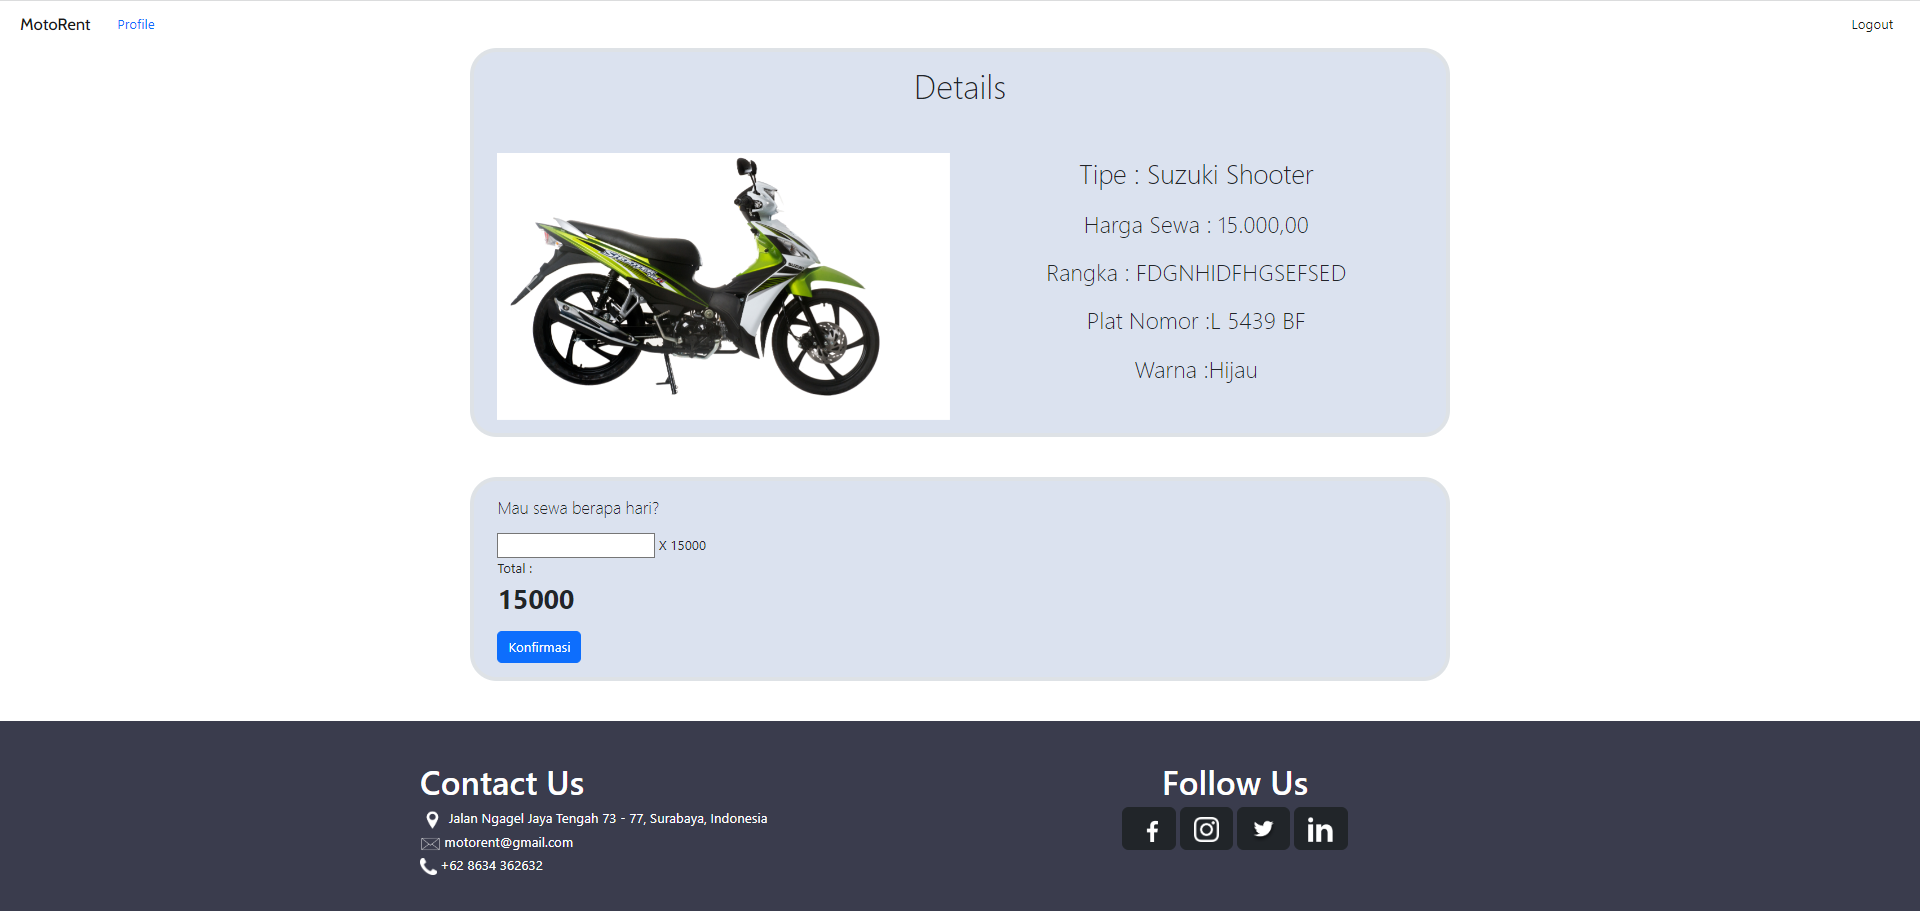 MotoRent Profile Logout
Details
Tipe : Suzuki Shooter
Harga Sewa : 15.000,00
Rangka : FDGNHIDFHGSEFSED
Plat Nomor :L 5439 BF
Warna :Hijau
Mau sewa berapa hari?
X 15000
Total :
15000
Konfirmasi
Contact Us
Jalan Ngagel Jaya Tengah 73 - 77, Surabaya, Indonesia
motorent@gmail.com
+62 8634 362632
Follow Us